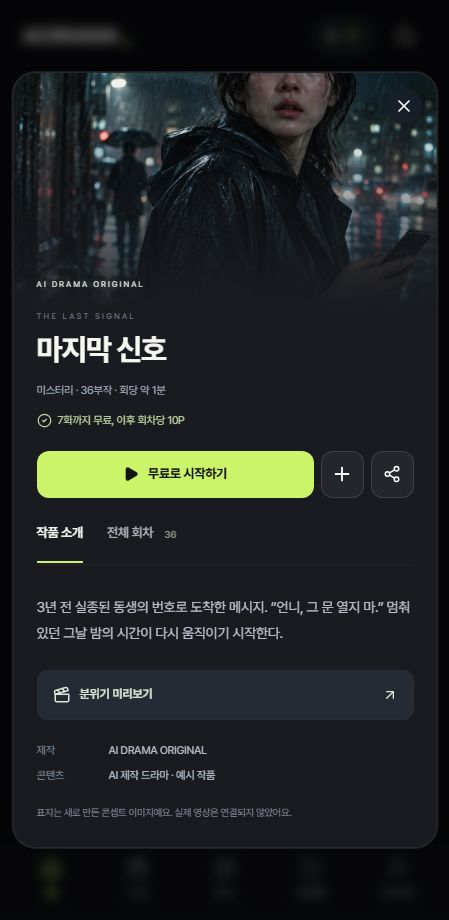 AI DRAMA ORIGINAL
THE LAST SIGNAL
마지막 신호
미스터리 · 36부작 · 회당 약 1분
7화까지 무료, 이후 회차당 10P
무료로 시작하기
작품 소개 전체 회차 36
3년 전 실종된 동생의 번호로 도착한 메시지. “언니, 그 문 열지 마.” 멈춰
있던 그날 밤의 시간이 다시 움직이기 시작한다.
분위기 미리보기
제작 AI DRAMA ORIGINAL
콘텐츠 AI 제작 드라마 · 예시 작품
표지는 새로 만든 콘셉트 이미지예요. 실제 영상은 연결되지 않았어요.